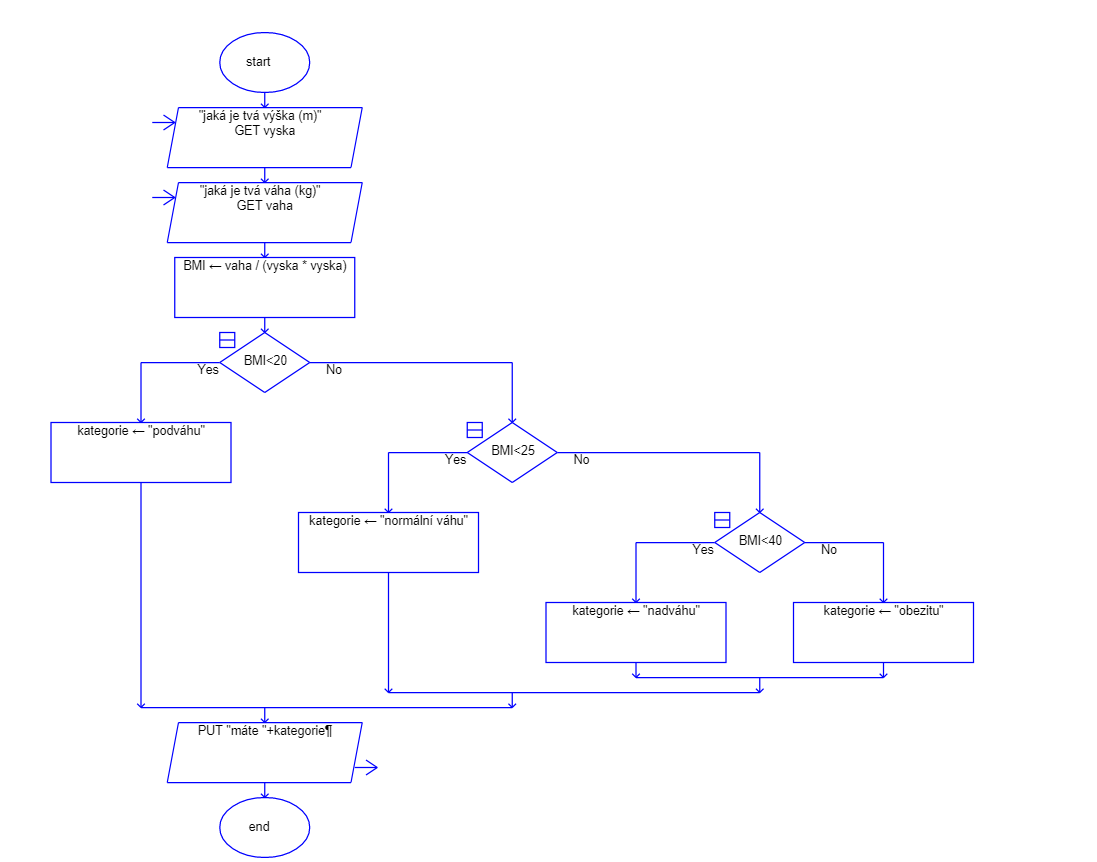 start
"jaká je tvá výška (m)"
GET vyska
"jaká je tvá váha (kg)"
GET vaha
BMI ← vaha / (vyska * vyska)
BMI<20
Yes
No
kategorie ← "podváhu"
BMI<25
Yes
No
kategorie ← "normální váhu"
BMI<40
Yes
No
kategorie ← "nadváhu"
kategorie ← "obezitu"
PUT "máte "+kategorie¶
end